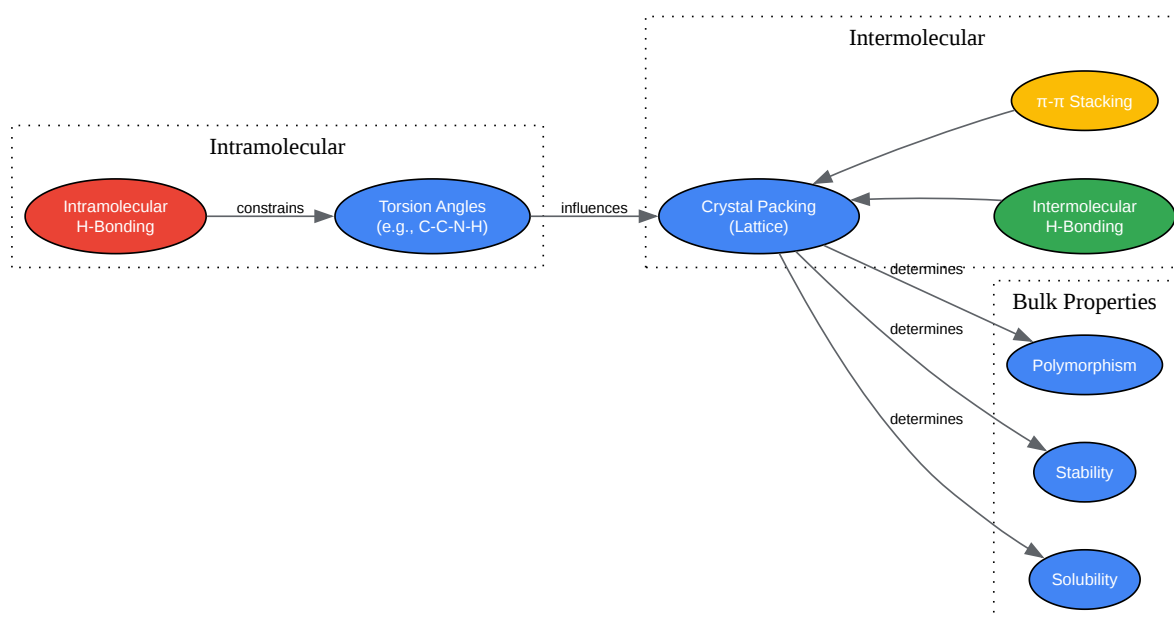 Intermolecular
π-π Stacking
Intramolecular
Intramolecular
H-Bonding
constrains
Torsion Angles
(e.g., C-C-N-H)
influences
Crystal Packing
(Lattice)
Intermolecular
H-Bonding
determines
determines
determines
Bulk Properties
Polymorphism
Stability
Solubility